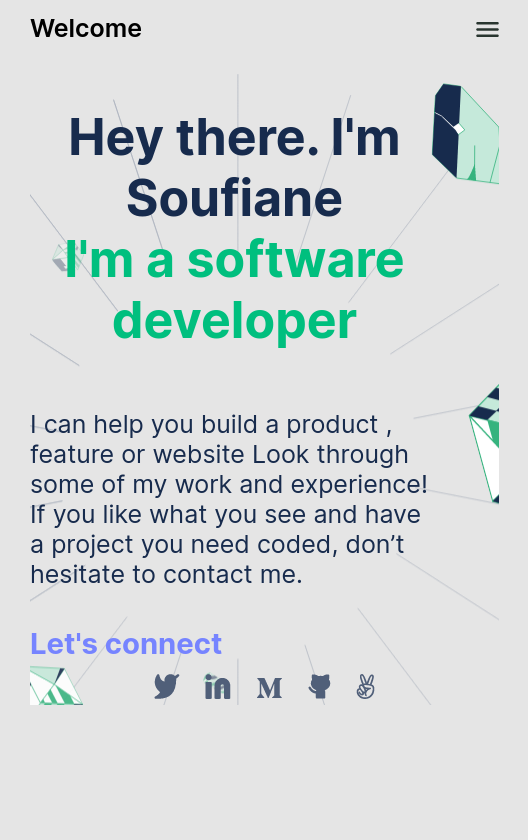 Welcome
Hey there. I'm
Soufiane
I'm a software
developer
I can help you build a product ,
feature or website Look through
some of my work and experience!
If you like what you see and have
a project you need coded, don’t
hesitate to contact me.
Let's connect